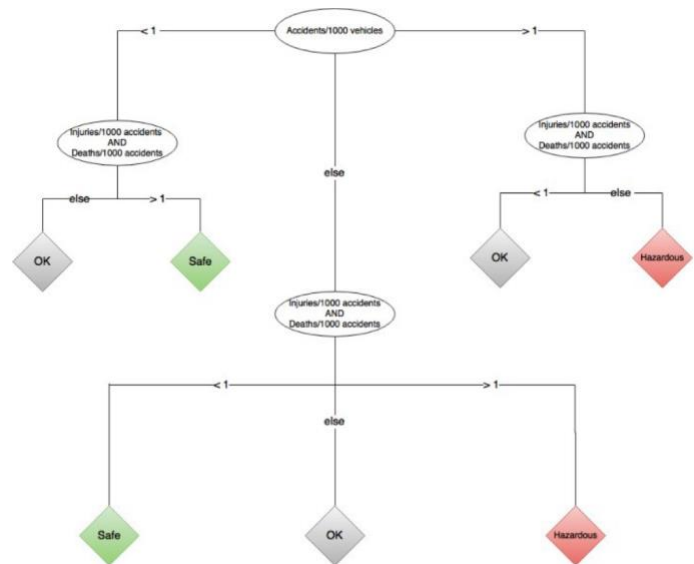 < 1
Accidents/1000 vehicles
> 1
Injuries/1000 accidents
AND
Deaths/1000 accidents
Injuries/1000 accidents
AND
Deaths/1000 accidents
else
else
> 1
< 1
else
OK
Safe
OK
Hazardous
Injuries/1000 accidents
AND
Deaths/1000 accidents
< 1
> 1
else
Safe
OK
Hazardous